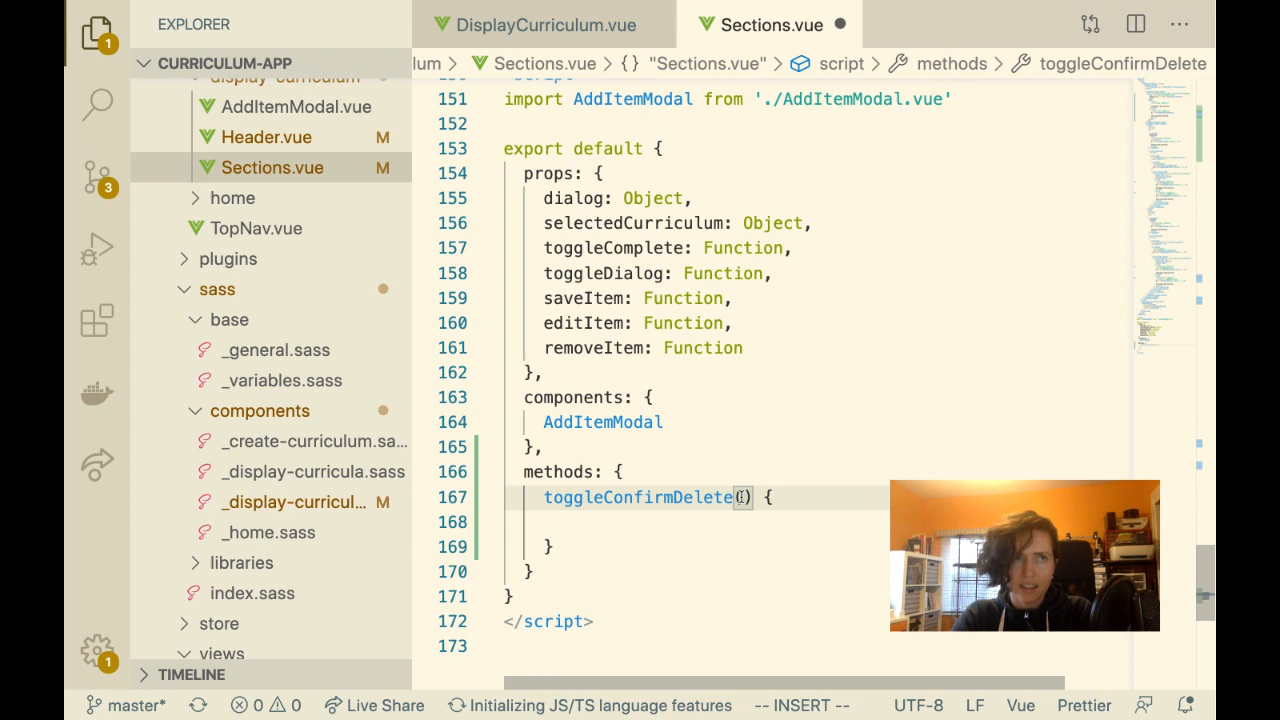 EXPLORER
DisplayCurriculum.vue
Sections.vue
1
CURRICULUM-APP
lum > Sections.vue > {} "Sections.vue" > script > methods > toggleConfirmDelete
display-curriculum
AddItemModal.vue
Header.vue M
Sections.vue M
3
home
TopNav.vue
plugins
sass
base
_general.sass
_variables.sass
components
_create-curriculum.sa...
_display-curricula.sass
_display-curricul... M
_home.sass
libraries
index.sass
store
views
1
TIMELINE
151 import AddItemModal from './AddItemModal.vue'
152
153 export default {
154 props: {
155 dialog: Object,
156 selectedCurriculum: Object,
157 toggleComplete: Function,
158 toggleDialog: Function,
159 saveItem: Function,
160 editItem: Function,
161 removeItem: Function
162 },
163 components: {
164 AddItemModal
165 },
166 methods: {
167 toggleConfirmDelete() {
168
169 }
170 }
171 }
172 </script>
173
master* 0 0 Live Share Initializing JS/TS language features -- INSERT -- UTF-8 LF Vue Prettier